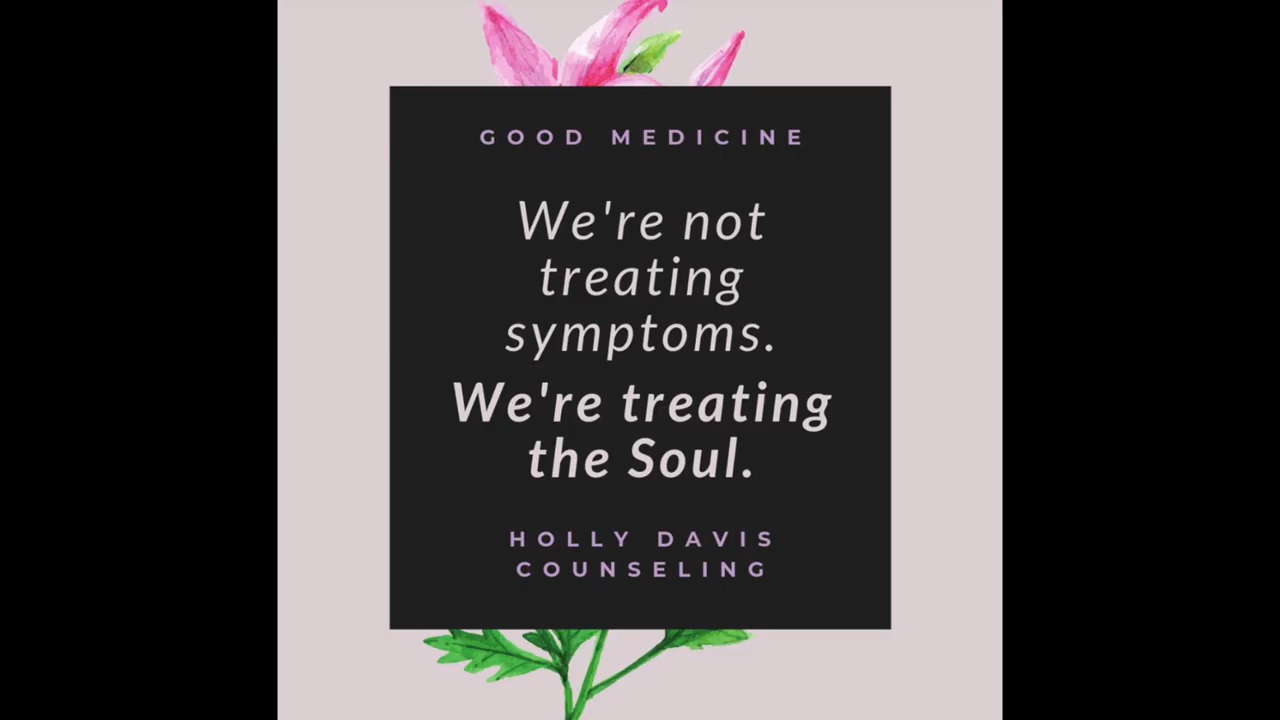 GOOD MEDICINE
We're not
treating
symptoms.
We're treating
the Soul.
HOLLY DAVIS
COUNSELING